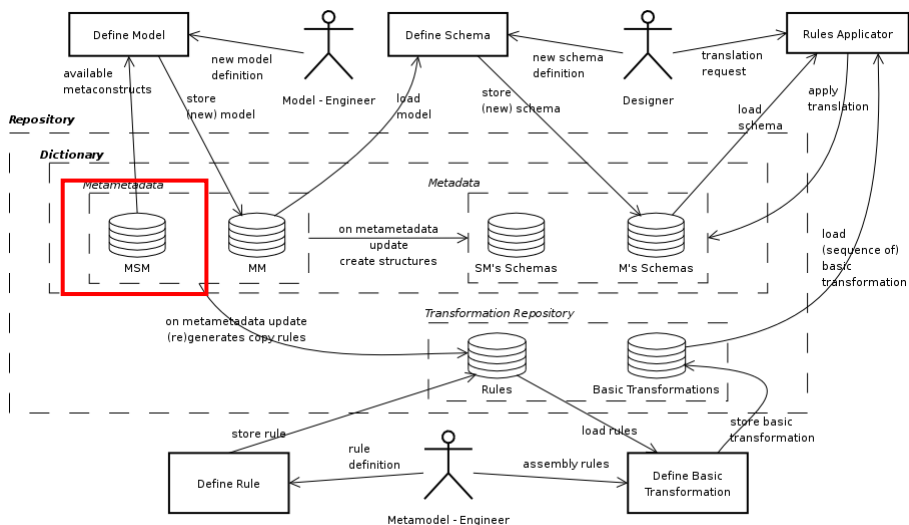 Define Model
Define Schema
Rules Applicator
new model
definition
new schema
definition
translation
request
available
metaconstructs
Model - Engineer
Designer
store
(new) model
load
model
store
(new) schema
load
schema
apply
translation
Repository
Dictionary
Metametadata
Metadata
MSM
MM
on metametadata
update
create structures
SM's Schemas
M's Schemas
load
(sequence of)
basic
transformation
on metametadata update
(re)generates copy rules
Transformation Repository
Rules
Basic Transformations
store rule
load rules
store basic
transformation
rule
definition
assembly rules
Define Rule
Define Basic
Transformation
Metamodel - Engineer